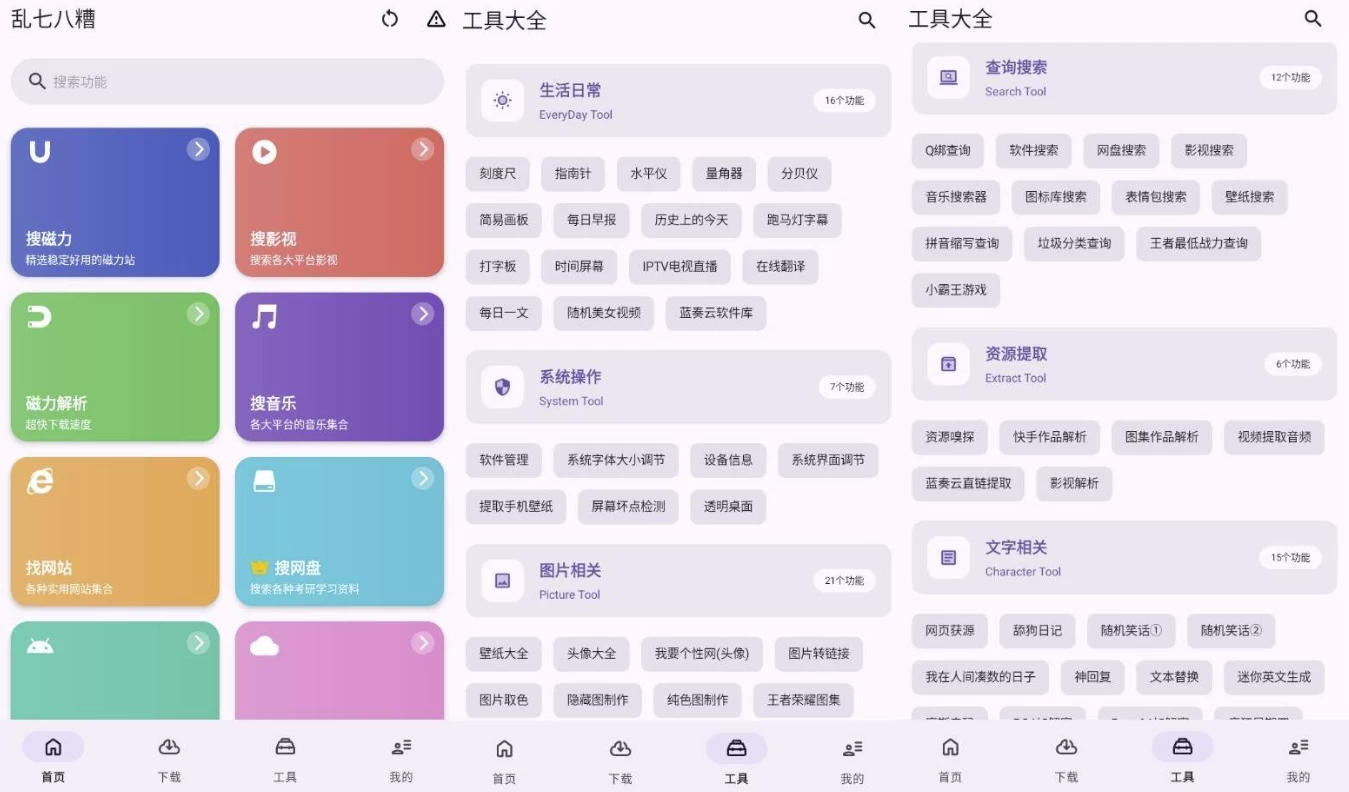 乱七八糟
搜索功能
搜磁力
精选稳定好用的磁力站
搜影视
搜索各大平台影视
磁力解析
超快下载速度
搜音乐
各大平台的音乐集合
找网站
各种实用网站集合
搜网盘
搜索各种考研学习资料
首页 下载 工具 我的
工具大全
生活日常
EveryDay Tool
16个功能
刻度尺 指南针 水平仪 量角器 分贝仪
简易画板 每日早报 历史上的今天 跑马灯字幕
打字板 时间屏幕 IPTV电视直播 在线翻译
每日一文 随机美女视频 蓝奏云软件库
系统操作
System Tool
7个功能
软件管理 系统字体大小调节 设备信息 系统界面调节
提取手机壁纸 屏幕坏点检测 透明桌面
图片相关
Picture Tool
21个功能
壁纸大全 头像大全 我要个性网(头像) 图片转链接
图片取色 隐藏图制作 纯色图制作 王者荣耀图集
首页 下载 工具 我的
工具大全
查询搜索
Search Tool
12个功能
Q绑查询 软件搜索 网盘搜索 影视搜索
音乐搜索器 图标库搜索 表情包搜索 壁纸搜索
拼音缩写查询 垃圾分类查询 王者最低战力查询
小霸王游戏
资源提取
Extract Tool
6个功能
资源嗅探 快手作品解析 图集作品解析 视频提取音频
蓝奏云直链提取 影视解析
文字相关
Character Tool
15个功能
网页获源 舔狗日记 随机笑话① 随机笑话②
我在人间凑数的日子 神回复 文本替换 迷你英文生成
首页 下载 工具 我的